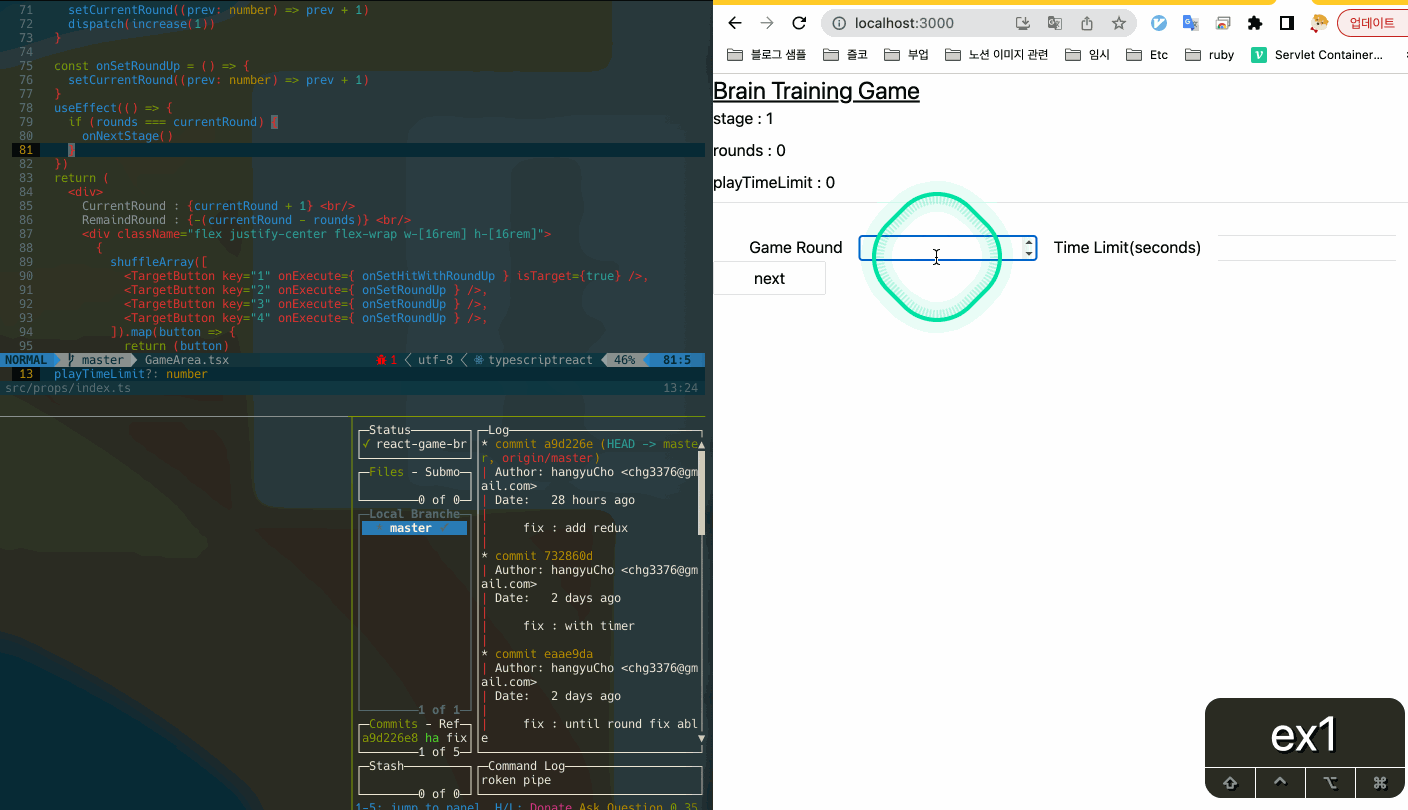 71 setCurrentRound((prev: number) => prev + 1)
72 dispatch(increase(1))
73 }
74
75 const onSetRoundUp = () => {
76 setCurrentRound((prev: number) => prev + 1)
77 }
78 useEffect(() => {
79 if (rounds === currentRound) {
80 onNextStage()
81 }
82 })
83 return (
84 <div>
85 CurrentRound : {currentRound + 1} <br/>
86 RemaindRound : {-(currentRound - rounds)} <br/>
87 <div className="flex justify-center flex-wrap w-[16rem] h-[16rem]">
88 {
89 shuffleArray([
90 <TargetButton key="1" onExecute={ onSetHitWithRoundUp } isTarget={true} />,
91 <TargetButton key="2" onExecute={ onSetRoundUp } />,
92 <TargetButton key="3" onExecute={ onSetRoundUp } />,
93 <TargetButton key="4" onExecute={ onSetRoundUp } />,
94 ]).map(button => {
95 return (button)
NORMAL master GameArea.tsx 1 utf-8 typescriptreact 46% 81:5
13 playTimeLimit?: number
src/props/index.ts 13:24
Status
✓ react-game-br
Files - Submo
0 of 0
Local Branche
* master ✓
1 of 1
Commits - Ref
a9d226e8 ha fix
1 of 5
Stash
0 of 0
Log
* commit a9d226e (HEAD -> maste
r, origin/master)
| Author: hangyuCho <chg3376@gm
ail.com>
| Date: 28 hours ago
|
| fix : add redux
|
* commit 732860d
| Author: hangyuCho <chg3376@gm
ail.com>
| Date: 2 days ago
|
| fix : with timer
|
* commit eaae9da
| Author: hangyuCho <chg3376@gm
ail.com>
| Date: 2 days ago
|
| fix : until round fix abl
e
Command Log
roken pipe
1-5: jump to panel, H/L: Donate Ask Question 0.35
localhost:3000
업데이트
블로그 샘플 줄코 부업 노션 이미지 관련 임시 Etc ruby Servlet Container...
Brain Training Game
stage : 1
rounds : 0
playTimeLimit : 0
Game Round Time Limit(seconds)
next
ex1
⇧ ⌃ ⌥ ⌘